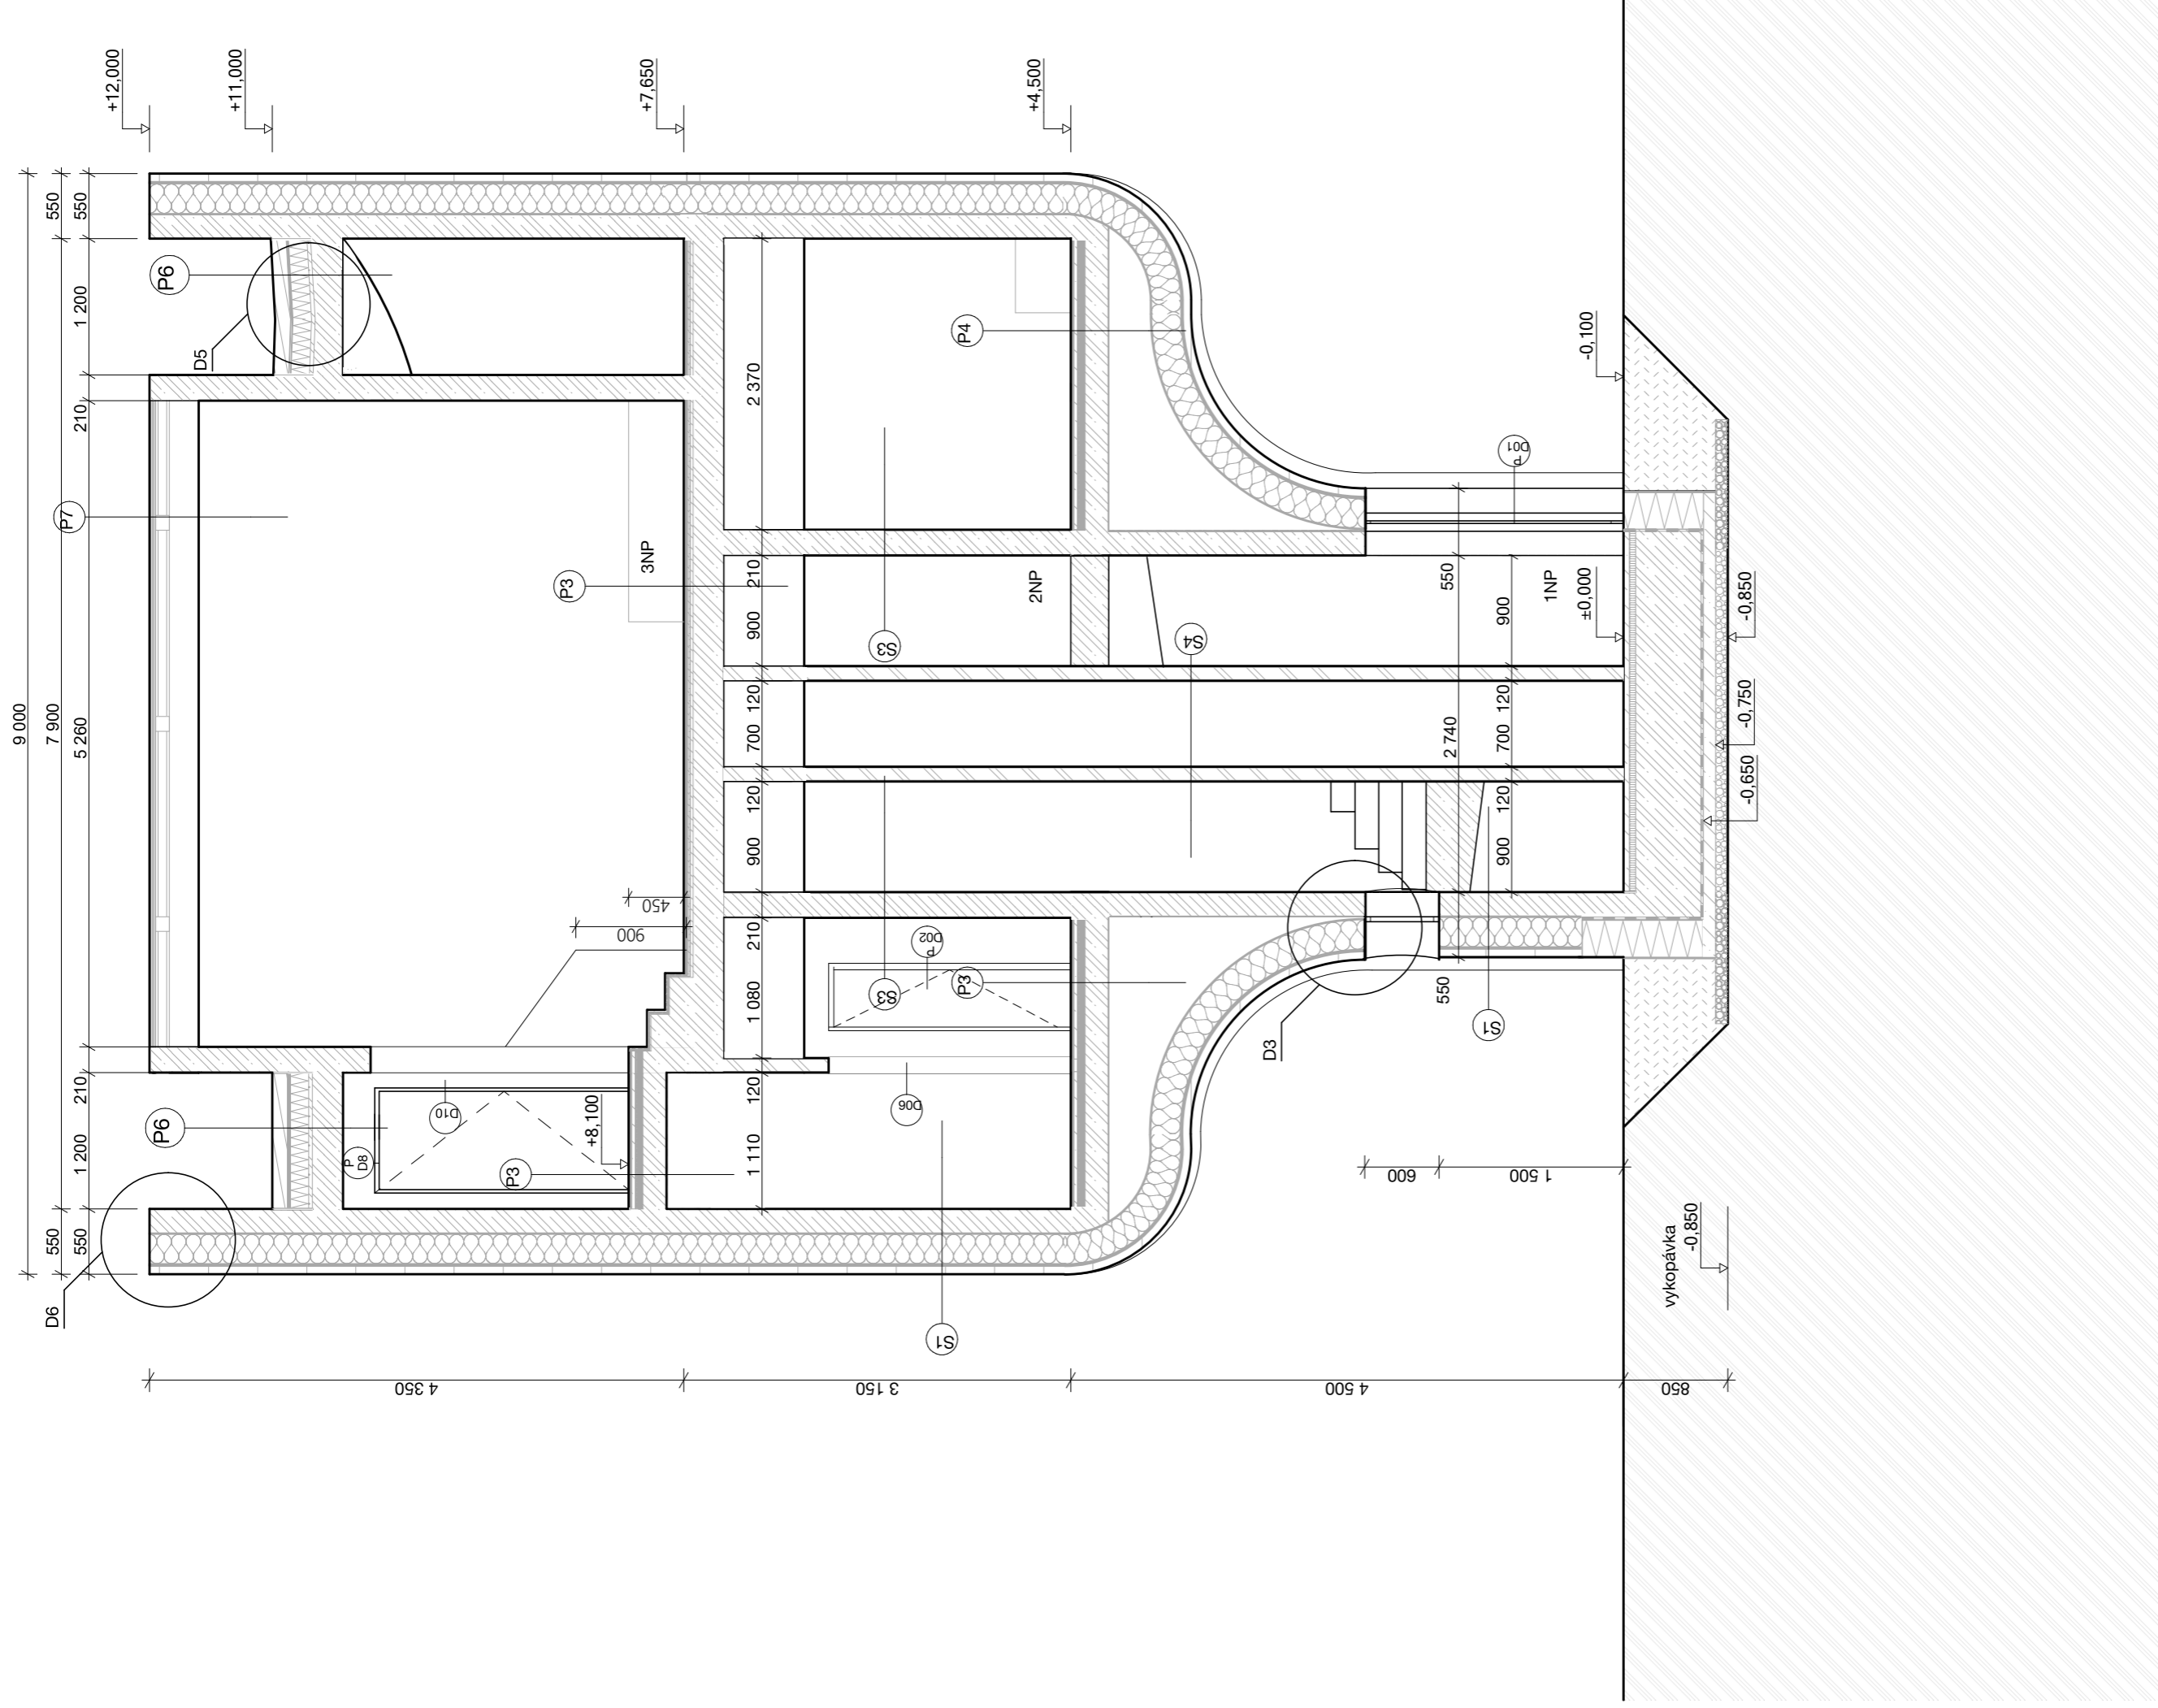 +12,000
+11,000
+7,650
+4,500
9 000
7 900
550
550
550
1 200
210
5 260
210
1 200
550
550
P6
D5
P7
P3
3NP
P4
-0,100
P
D01
2 370
210
900
120
700
120
900
210
1 080
120
1 110
2NP
1NP
±0,000
S3
S4
550
2 740
550
900
120
700
120
900
-0,850
-0,750
-0,650
450
900
S3
P
D02
P3
D06
D10
P
D8
P6
P3
+8,100
D3
S1
S1
D6
600
1 500
vykopávka
-0,850
4 350
3 150
4 500
850